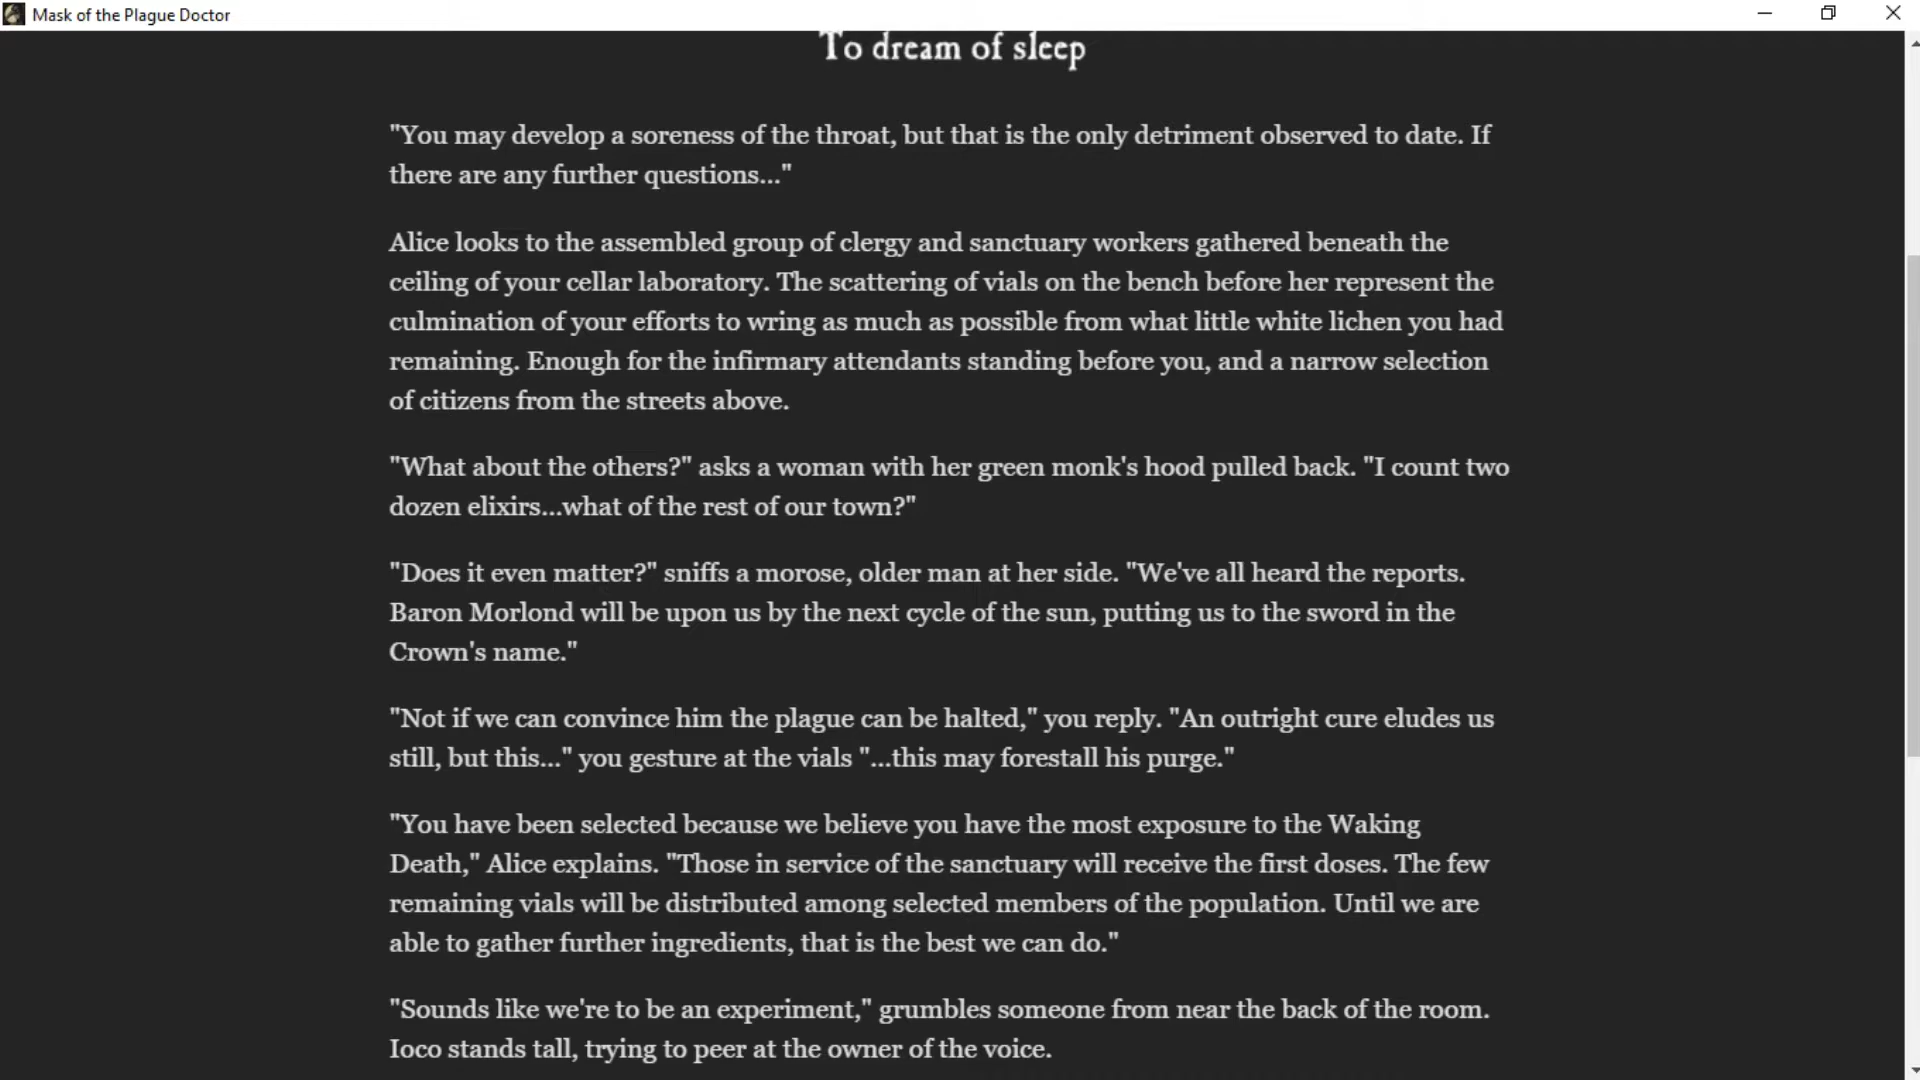 Mask of the Plague Doctor
To dream of sleep
"You may develop a soreness of the throat, but that is the only detriment observed to date. If
there are any further questions..."
Alice looks to the assembled group of clergy and sanctuary workers gathered beneath the
ceiling of your cellar laboratory. The scattering of vials on the bench before her represent the
culmination of your efforts to wring as much as possible from what little white lichen you had
remaining. Enough for the infirmary attendants standing before you, and a narrow selection
of citizens from the streets above.
"What about the others?" asks a woman with her green monk's hood pulled back. "I count two
dozen elixirs...what of the rest of our town?"
"Does it even matter?" sniffs a morose, older man at her side. "We've all heard the reports.
Baron Morlond will be upon us by the next cycle of the sun, putting us to the sword in the
Crown's name."
"Not if we can convince him the plague can be halted," you reply. "An outright cure eludes us
still, but this..." you gesture at the vials "...this may forestall his purge."
"You have been selected because we believe you have the most exposure to the Waking
Death," Alice explains. "Those in service of the sanctuary will receive the first doses. The few
remaining vials will be distributed among selected members of the population. Until we are
able to gather further ingredients, that is the best we can do."
"Sounds like we're to be an experiment," grumbles someone from near the back of the room.
Ioco stands tall, trying to peer at the owner of the voice.